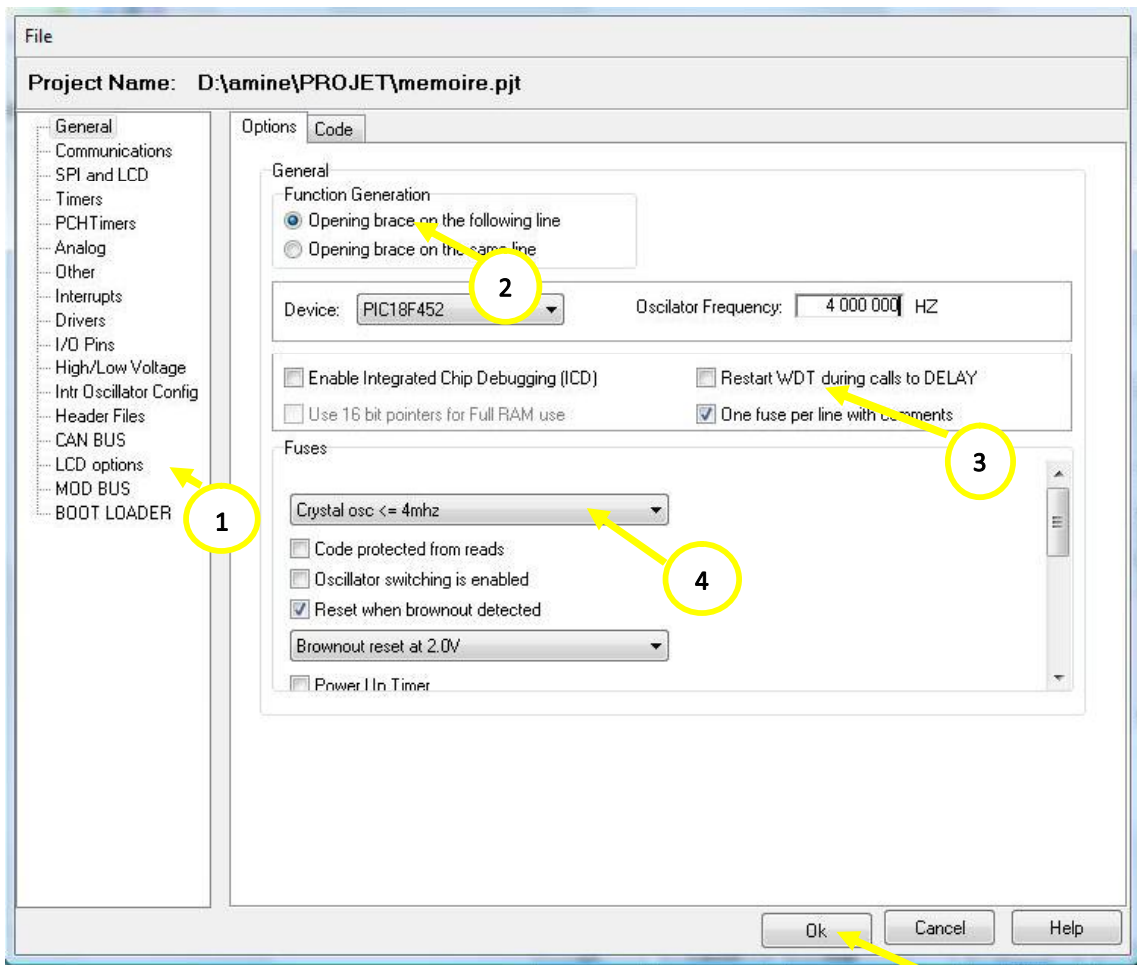 File
Project Name: D:\amine\PROJET\memoire.pjt
General
Communications
SPI and LCD
Timers
PCHTimers
Analog
Other
Interrupts
Drivers
I/O Pins
High/Low Voltage
Intr Oscillator Config
Header Files
CAN BUS
LCD options
MOD BUS
BOOT LOADER
1
Options Code
General
Function Generation
Opening brace on the following line
Opening brace on the same line
2
Device: PIC18F452 Oscilator Frequency: 4 000 000 HZ
Enable Integrated Chip Debugging (ICD) Restart WDT during calls to DELAY
Use 16 bit pointers for Full RAM use One fuse per line with comments
3
Fuses
Crystal osc <= 4mhz
Code protected from reads
4
Oscillator switching is enabled
Reset when brownout detected
Brownout reset at 2.0V
Power Up Timer
Ok Cancel Help